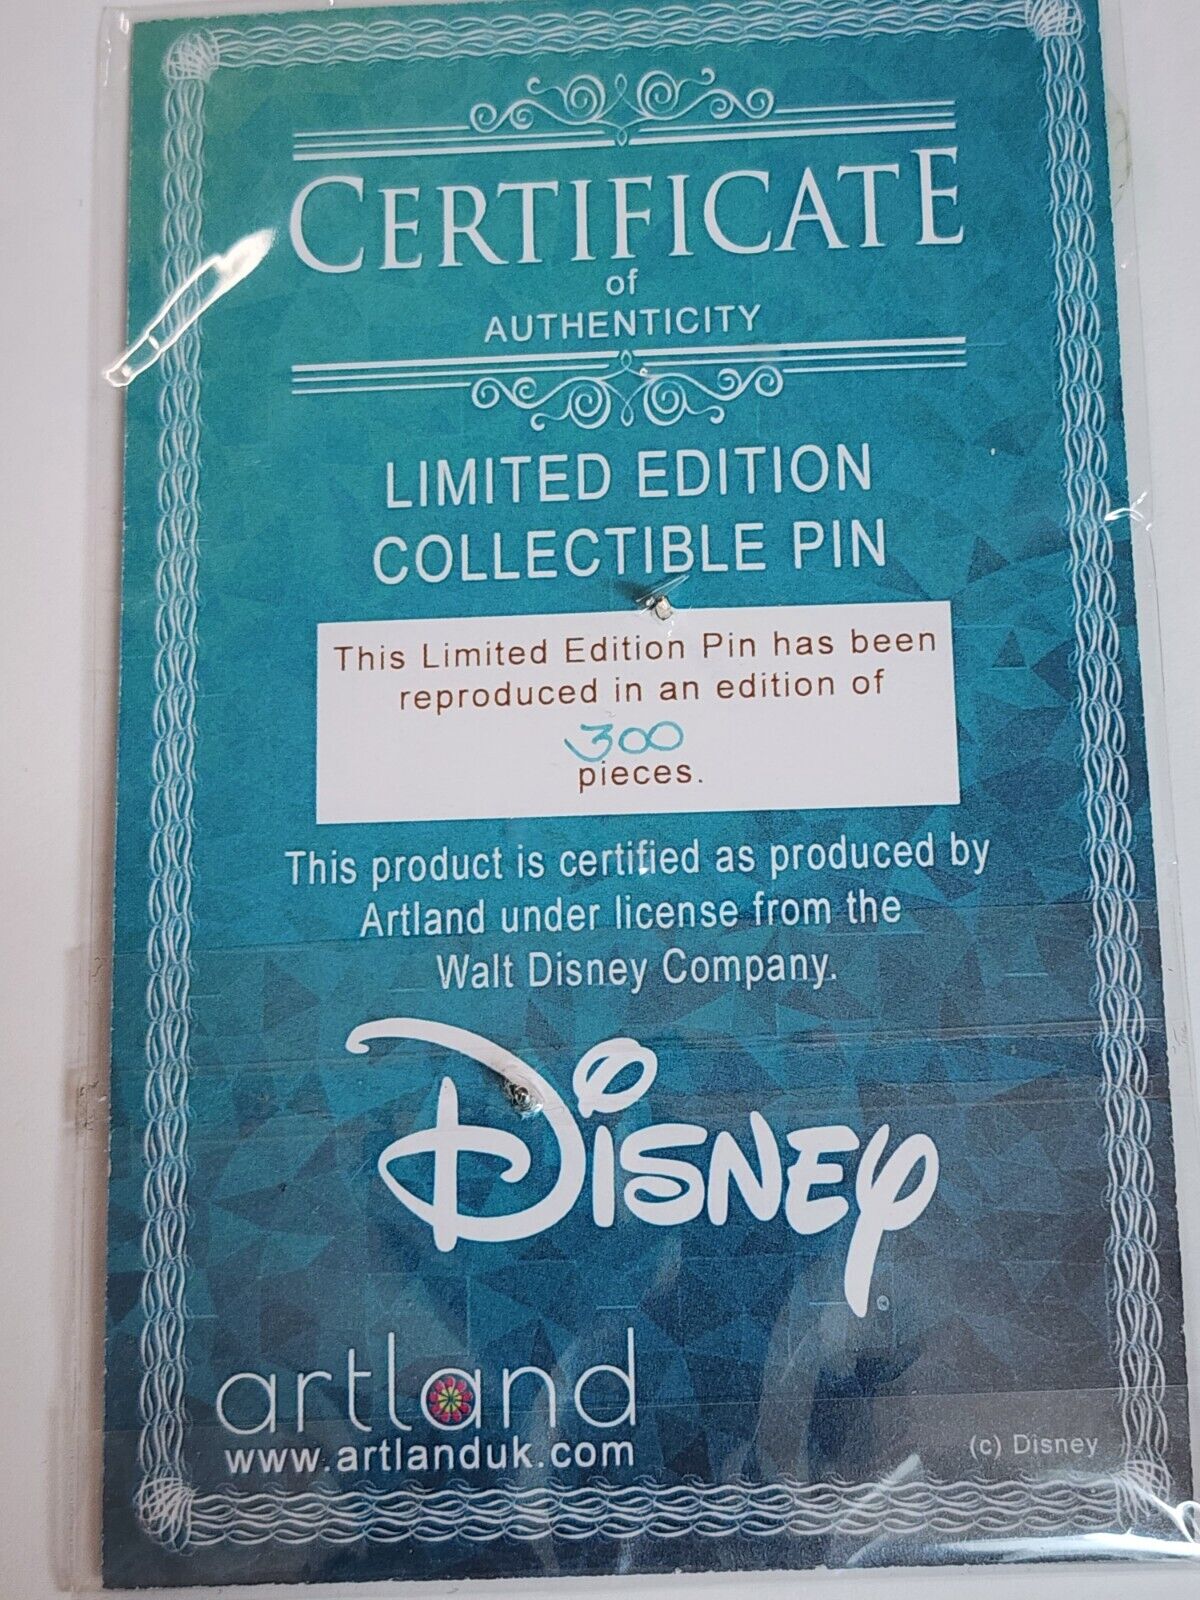 CERTIFICATE
of
AUTHENTICITY
LIMITED EDITION
COLLECTIBLE PIN
This Limited Edition Pin has been
reproduced in an edition of
300
pieces.
This product is certified as produced by
Artland under license from the
Walt Disney Company.
Disney
artland
www.artlanduk.com
(c) Disney